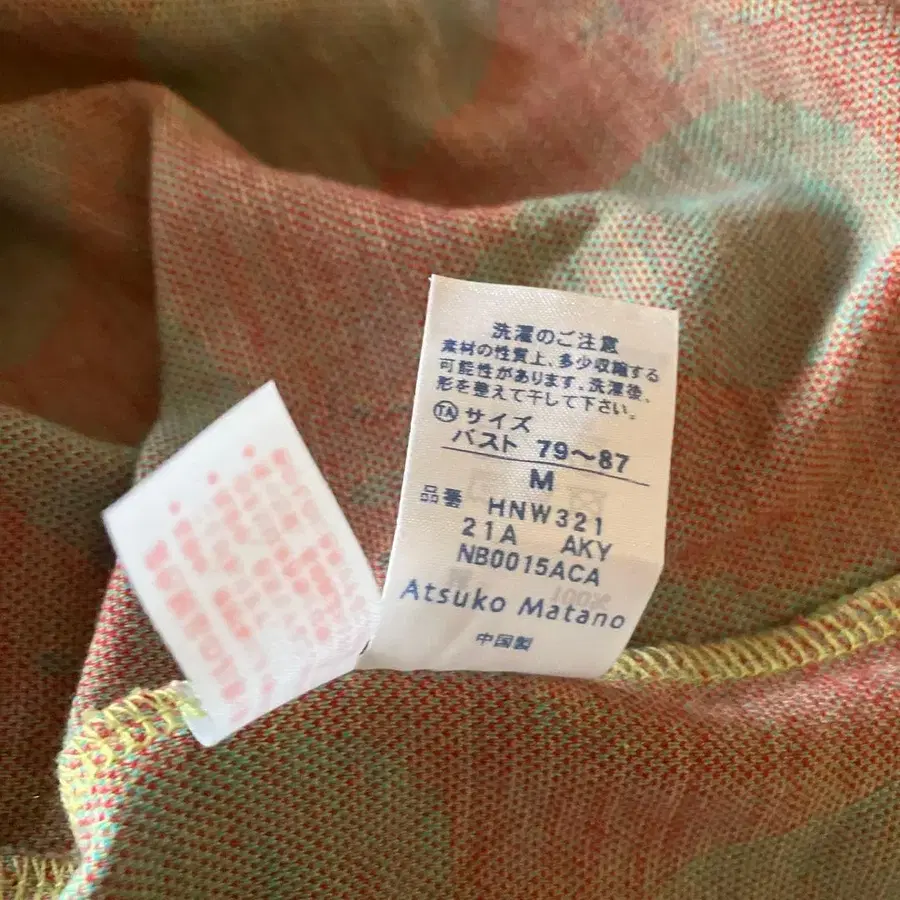 洗濯のご注意
素材の性質上、多少収縮する
可能性があります。洗濯後、
形を整えて干して下さい。
TA サイズ
バスト 79〜87
M
品番 HNW321
21A AKY
NB0015ACA
Atsuko Matano
中国製